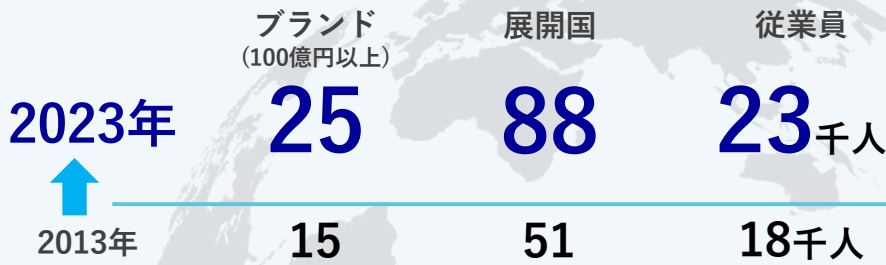 ブランド
(100億円以上)
展開国
従業員
2023年
25
88
23千人
2013年
15
51
18千人